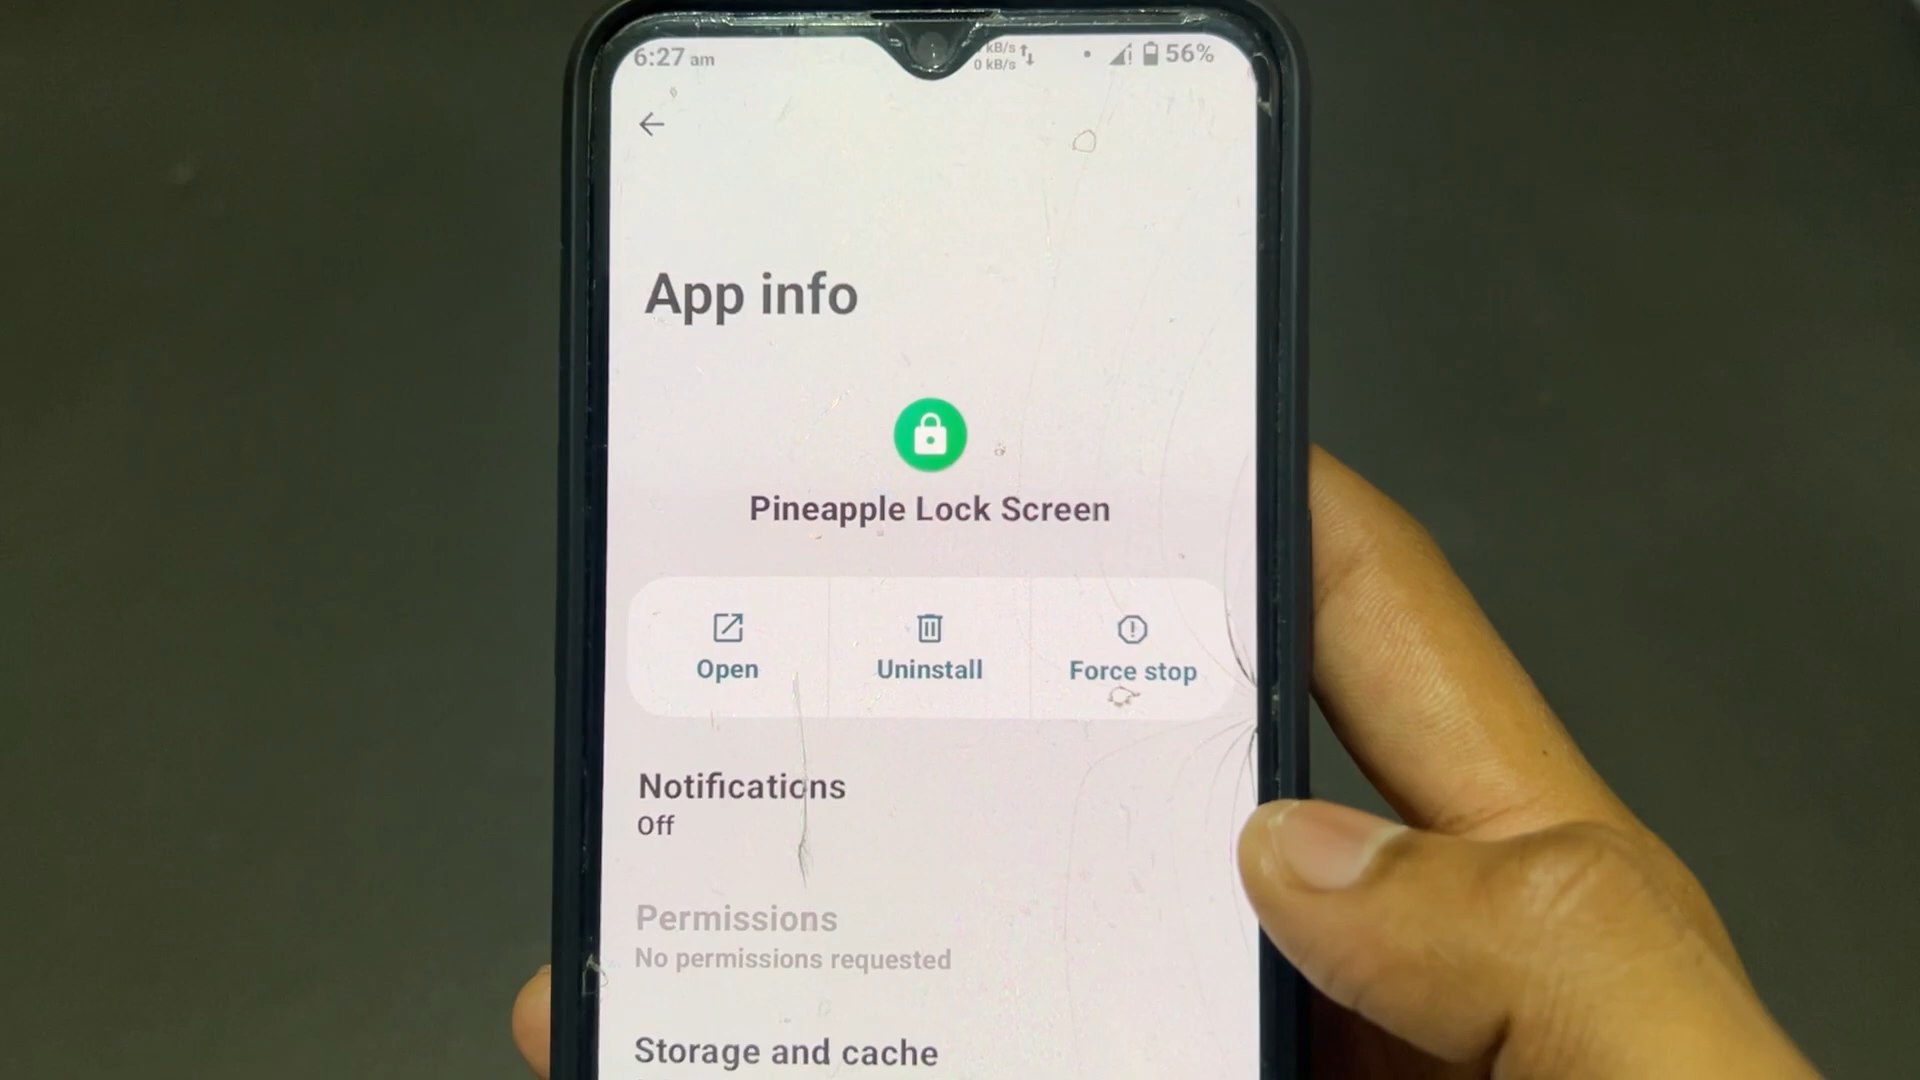 6:27 am
kB/s
0 kB/s
56%
App info
Pineapple Lock Screen
Open
Uninstall
Force stop
Notifications
Off
Permissions
No permissions requested
Storage and cache